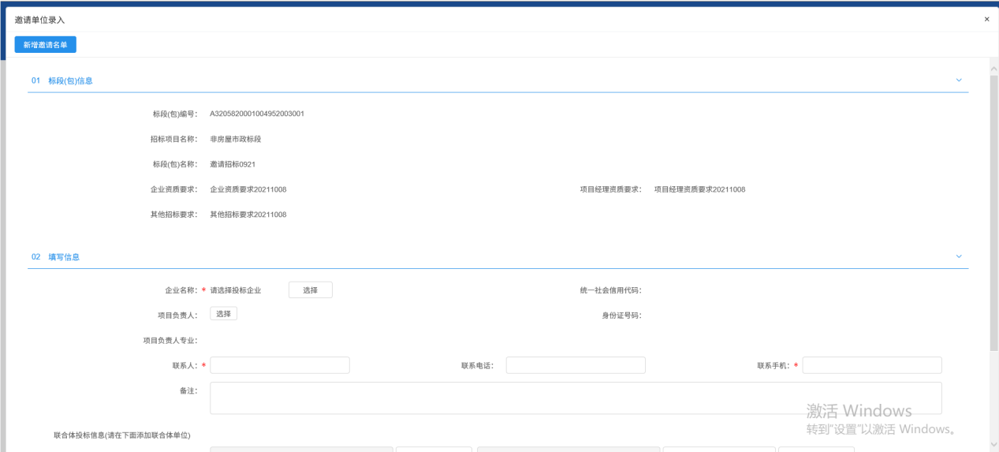 邀请单位录入
×
新增邀请名单
01 标段(包)信息
标段(包)编号： A3205820001004952003001
招标项目名称： 非房屋市政标段
标段(包)名称： 邀请招标0921
企业资质要求： 企业资质要求20211008 项目经理资质要求： 项目经理资质要求20211008
其他招标要求： 其他招标要求20211008
02 填写信息
企业名称：* 请选择投标企业 选择 统一社会信用代码：
项目负责人： 选择 身份证号码：
项目负责人专业：
联系人：* 联系电话： 联系手机：*
备注：
激活 Windows
转到"设置"以激活 Windows。
联合体投标信息(请在下面添加联合体单位)